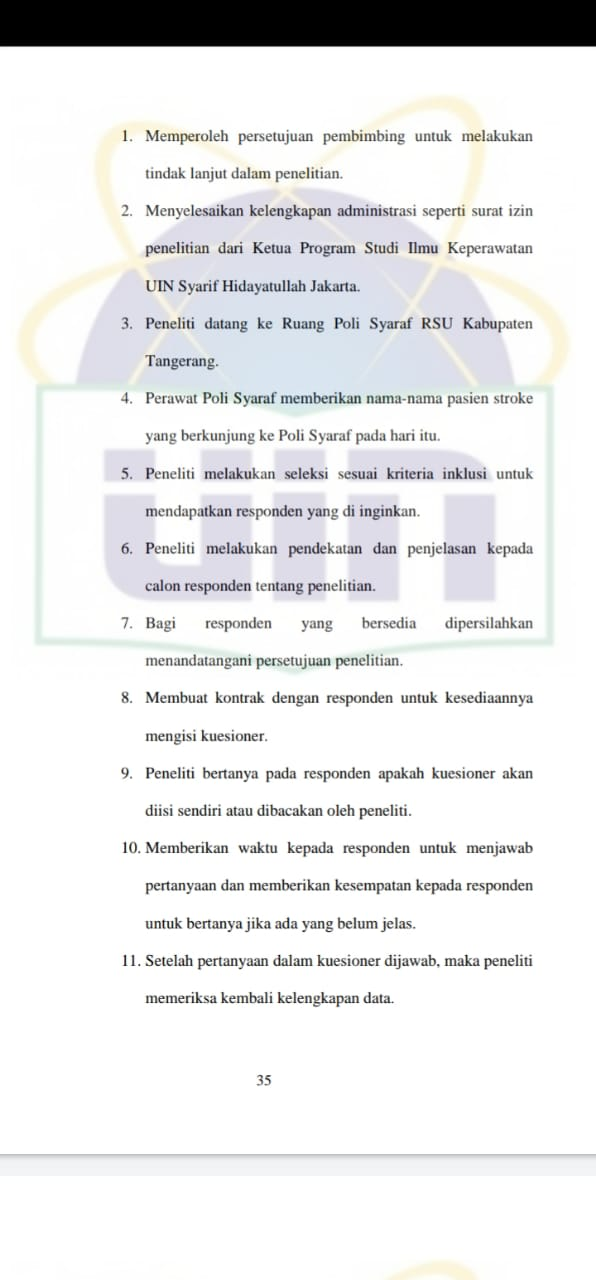 1. Memperoleh persetujuan pembimbing untuk melakukan
tindak lanjut dalam penelitian.
2. Menyelesaikan kelengkapan administrasi seperti surat izin
penelitian dari Ketua Program Studi Ilmu Keperawatan
UIN Syarif Hidayatullah Jakarta.
3. Peneliti datang ke Ruang Poli Syaraf RSU Kabupaten
Tangerang.
4. Perawat Poli Syaraf memberikan nama-nama pasien stroke
yang berkunjung ke Poli Syaraf pada hari itu.
5. Peneliti melakukan seleksi sesuai kriteria inklusi untuk
mendapatkan responden yang di inginkan.
6. Peneliti melakukan pendekatan dan penjelasan kepada
calon responden tentang penelitian.
7. Bagi responden yang bersedia dipersilahkan
menandatangani persetujuan penelitian.
8. Membuat kontrak dengan responden untuk kesediaannya
mengisi kuesioner.
9. Peneliti bertanya pada responden apakah kuesioner akan
diisi sendiri atau dibacakan oleh peneliti.
10. Memberikan waktu kepada responden untuk menjawab
pertanyaan dan memberikan kesempatan kepada responden
untuk bertanya jika ada yang belum jelas.
11. Setelah pertanyaan dalam kuesioner dijawab, maka peneliti
memeriksa kembali kelengkapan data.
35
uin